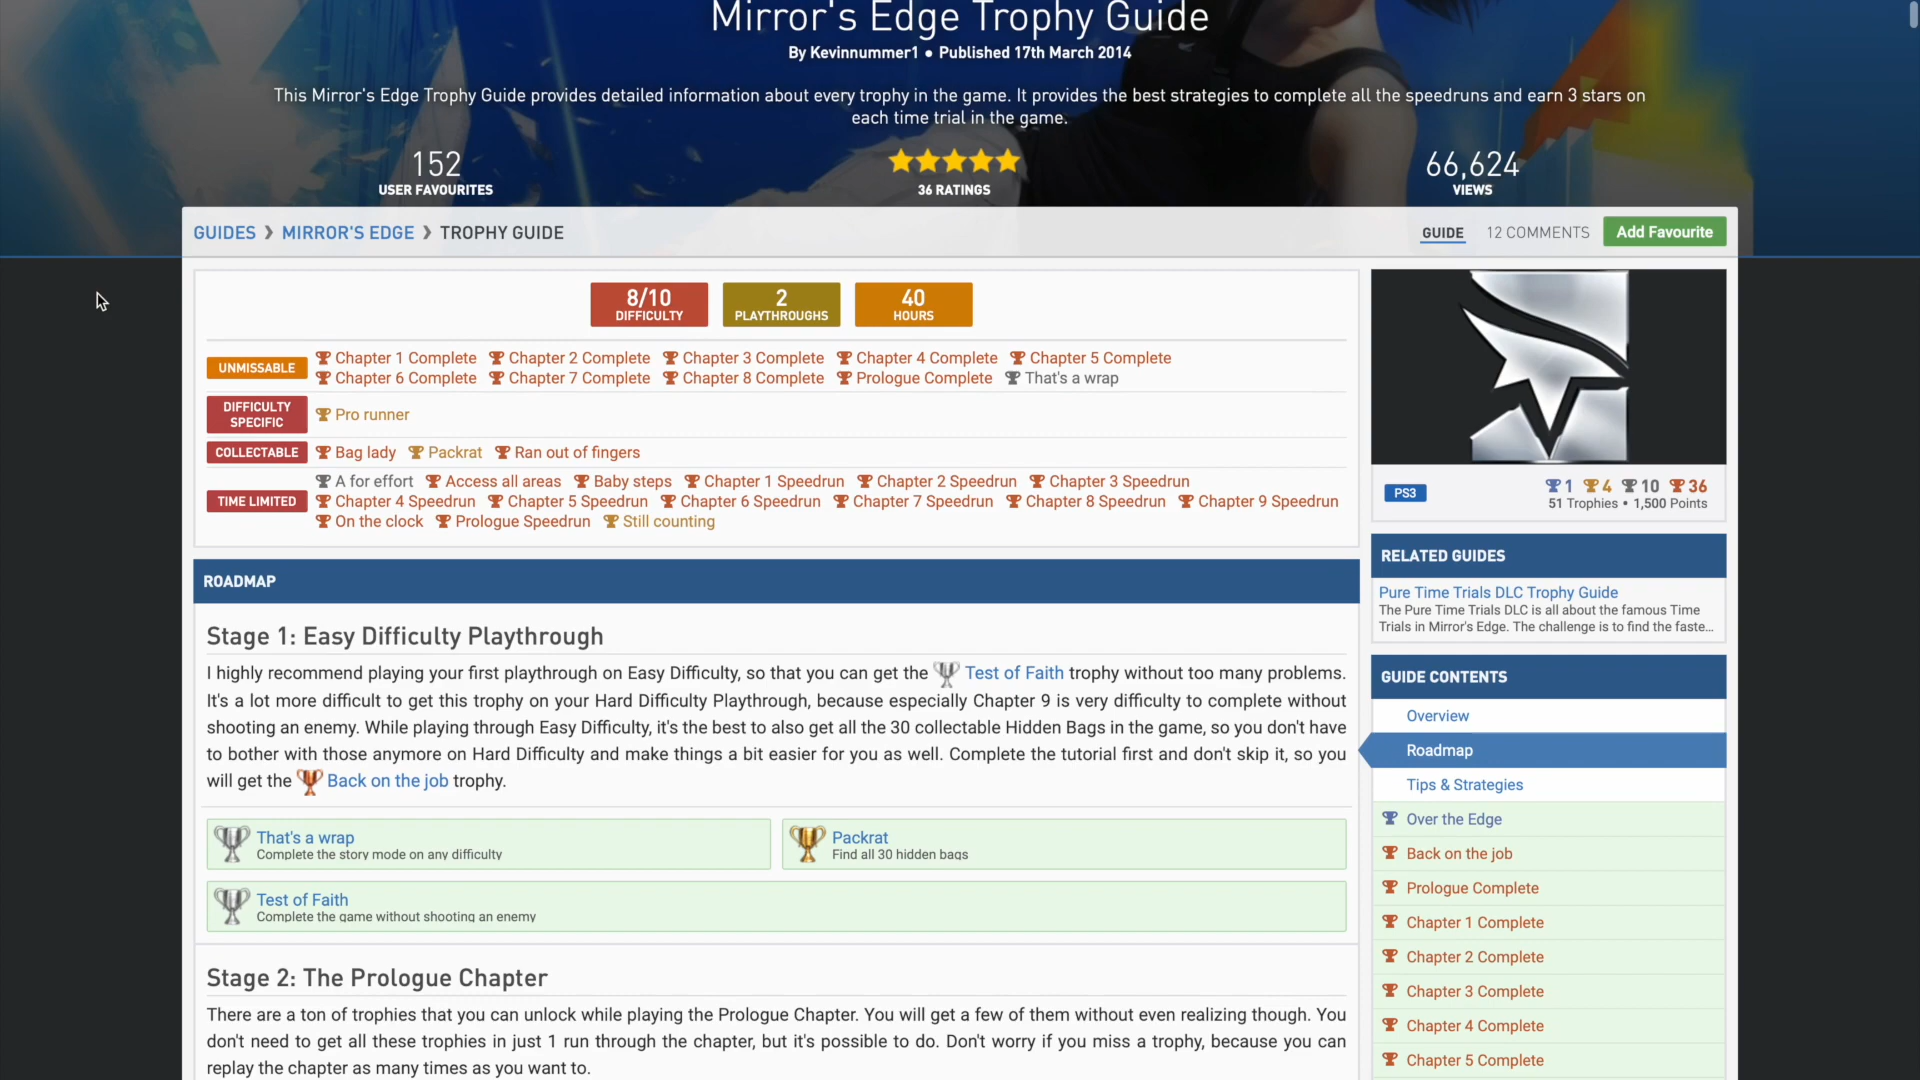 Mirror's Edge Trophy Guide
By Kevinnummer1 • Published 17th March 2014
This Mirror's Edge Trophy Guide provides detailed information about every trophy in the game. It provides the best strategies to complete all the speedruns and earn 3 stars on
each time trial in the game.
152
USER FAVOURITES
36 RATINGS
66,624
VIEWS
GUIDES › MIRROR'S EDGE › TROPHY GUIDE
GUIDE 12 COMMENTS Add Favourite
8/10
DIFFICULTY
2
PLAYTHROUGHS
40
HOURS
UNMISSABLE
Chapter 1 Complete Chapter 2 Complete Chapter 3 Complete Chapter 4 Complete Chapter 5 Complete
Chapter 6 Complete Chapter 7 Complete Chapter 8 Complete Prologue Complete That's a wrap
DIFFICULTY
SPECIFIC
Pro runner
COLLECTABLE
Bag lady Packrat Ran out of fingers
TIME LIMITED
A for effort Access all areas Baby steps Chapter 1 Speedrun Chapter 2 Speedrun Chapter 3 Speedrun
Chapter 4 Speedrun Chapter 5 Speedrun Chapter 6 Speedrun Chapter 7 Speedrun Chapter 8 Speedrun Chapter 9 Speedrun
On the clock Prologue Speedrun Still counting
ROADMAP
Stage 1: Easy Difficulty Playthrough
I highly recommend playing your first playthrough on Easy Difficulty, so that you can get the Test of Faith trophy without too many problems.
It's a lot more difficult to get this trophy on your Hard Difficulty Playthrough, because especially Chapter 9 is very difficulty to complete without
shooting an enemy. While playing through Easy Difficulty, it's the best to also get all the 30 collectable Hidden Bags in the game, so you don't have
to bother with those anymore on Hard Difficulty and make things a bit easier for you as well. Complete the tutorial first and don't skip it, so you
will get the Back on the job trophy.
That's a wrap
Complete the story mode on any difficulty
Packrat
Find all 30 hidden bags
Test of Faith
Complete the game without shooting an enemy
Stage 2: The Prologue Chapter
There are a ton of trophies that you can unlock while playing the Prologue Chapter. You will get a few of them without even realizing though. You
don't need to get all these trophies in just 1 run through the chapter, but it's possible to do. Don't worry if you miss a trophy, because you can
replay the chapter as many times as you want to.
PS3
1 4 10 36
51 Trophies • 1,500 Points
RELATED GUIDES
Pure Time Trials DLC Trophy Guide
The Pure Time Trials DLC is all about the famous Time
Trials in Mirror's Edge. The challenge is to find the faste...
GUIDE CONTENTS
Overview
Roadmap
Tips & Strategies
Over the Edge
Back on the job
Prologue Complete
Chapter 1 Complete
Chapter 2 Complete
Chapter 3 Complete
Chapter 4 Complete
Chapter 5 Complete